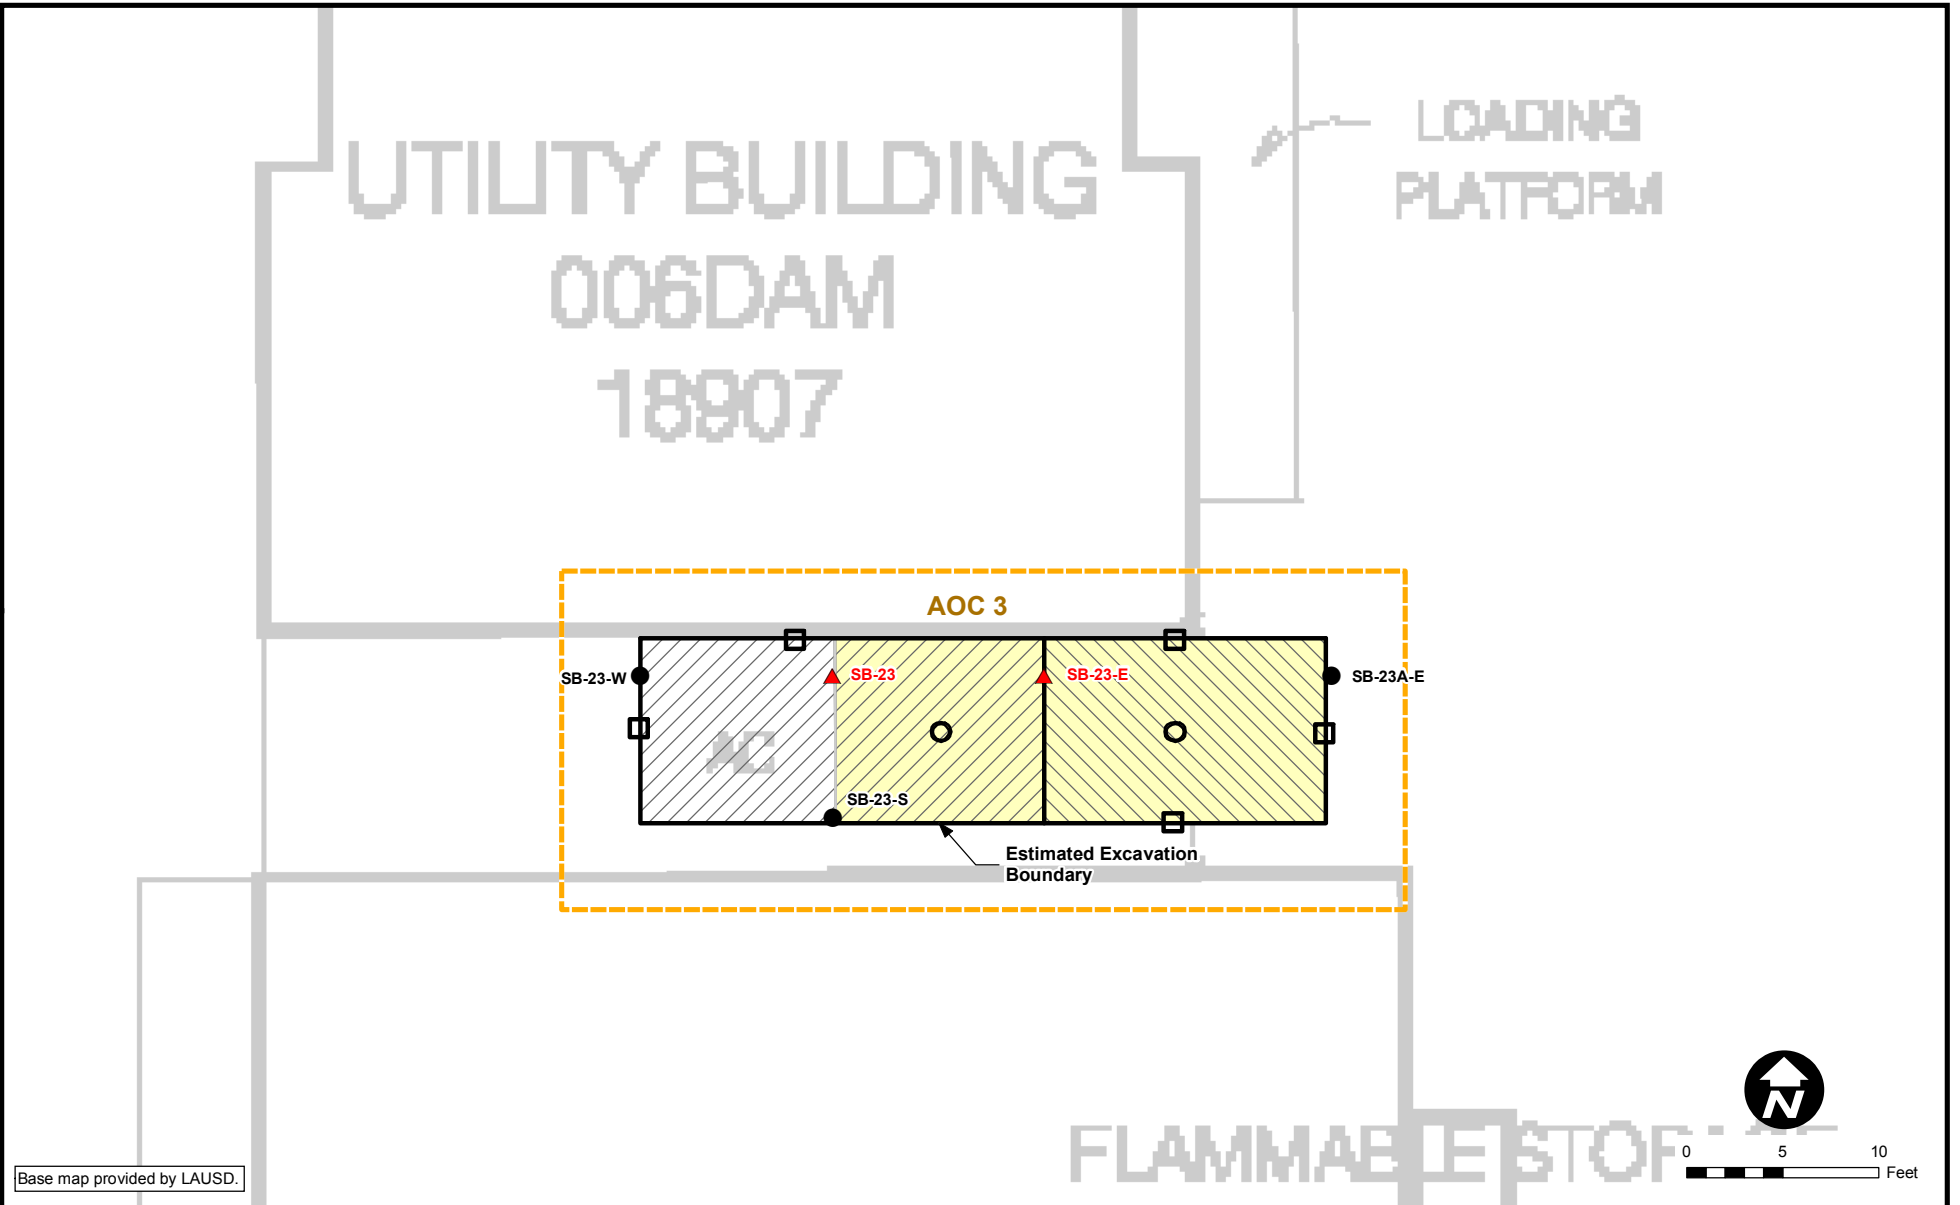 UTILITY BUILDING
006DAM
18907
LOADING
PLATFORM
AOC 3
SB-23-W
SB-23
SB-23-E
SB-23A-E
AC
SB-23-S
Estimated Excavation
Boundary
N
FLAMMABLE
0 5 10
Feet
Base map provided by LAUSD.